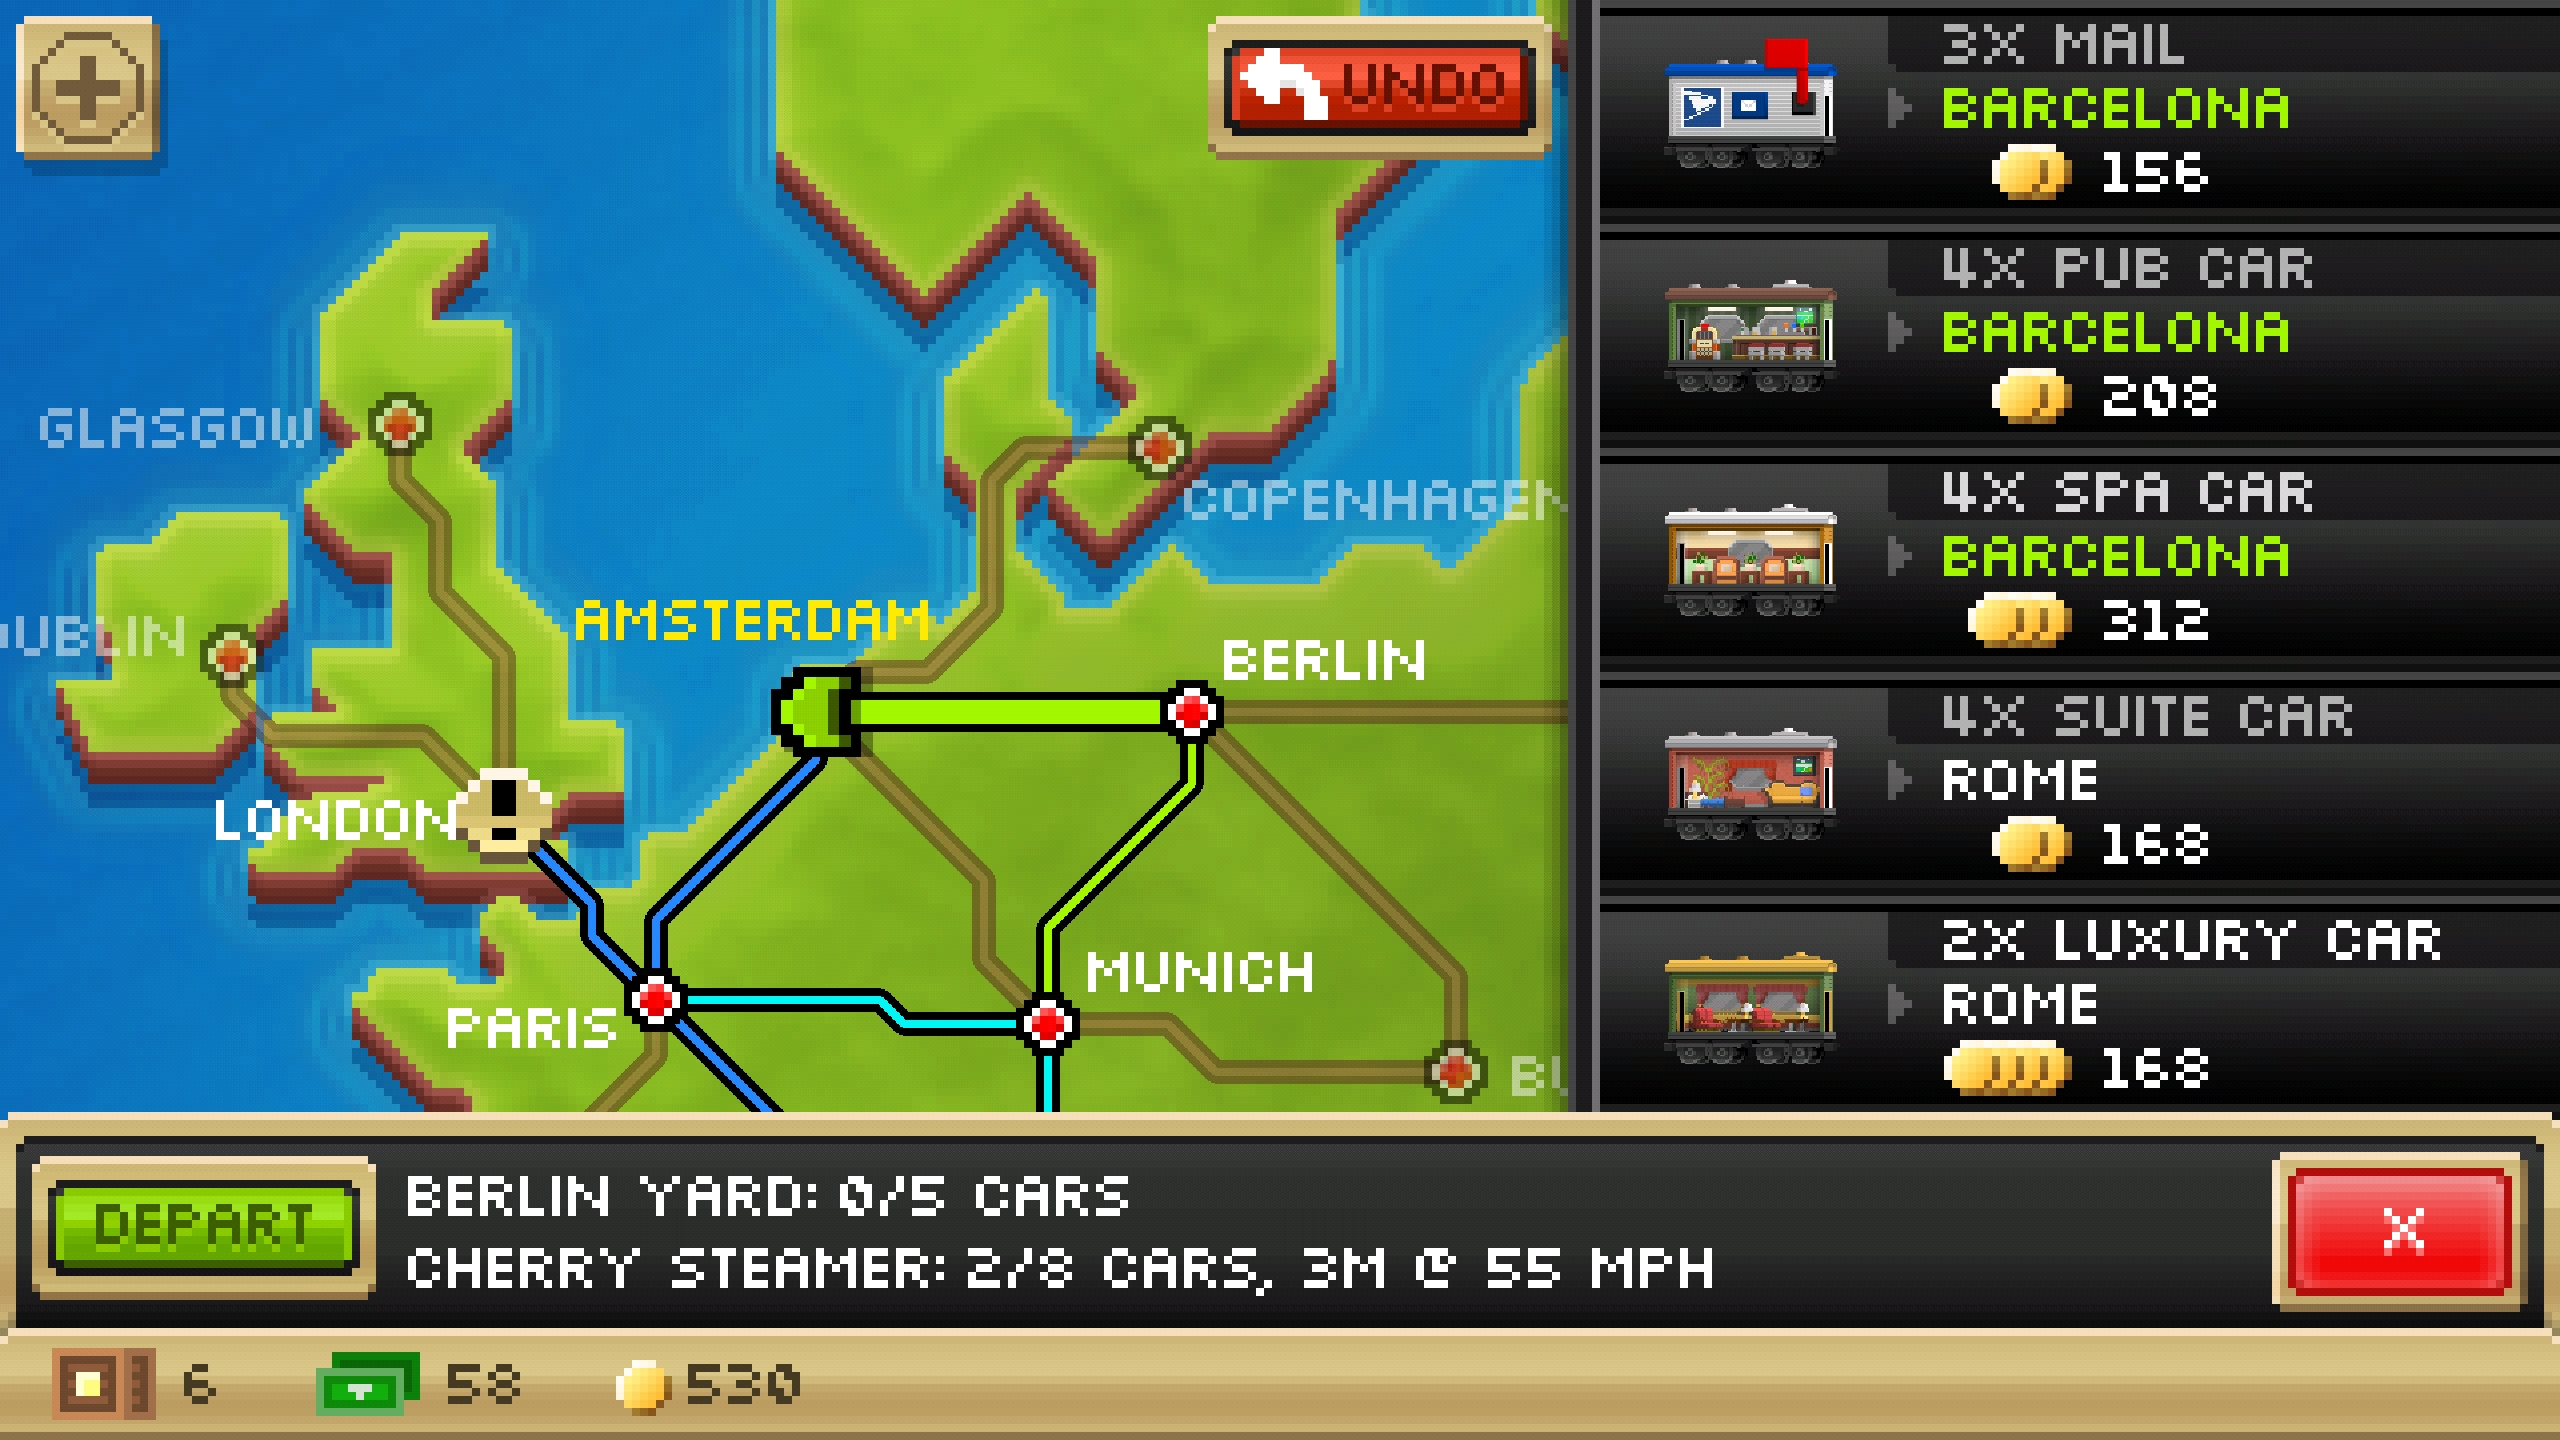 UNDO
GLASGOW
COPENHAGEN
UBLIN
AMSTERDAM
BERLIN
LONDON
MUNICH
PARIS
BU
3X MAIL
BARCELONA
156
4X PUB CAR
BARCELONA
208
4X SPA CAR
BARCELONA
312
4X SUITE CAR
ROME
168
2X LUXURY CAR
ROME
168
DEPART
BERLIN YARD: 0/5 CARS
CHERRY STEAMER: 2/8 CARS, 3M @ 55 MPH
X
6
58
530